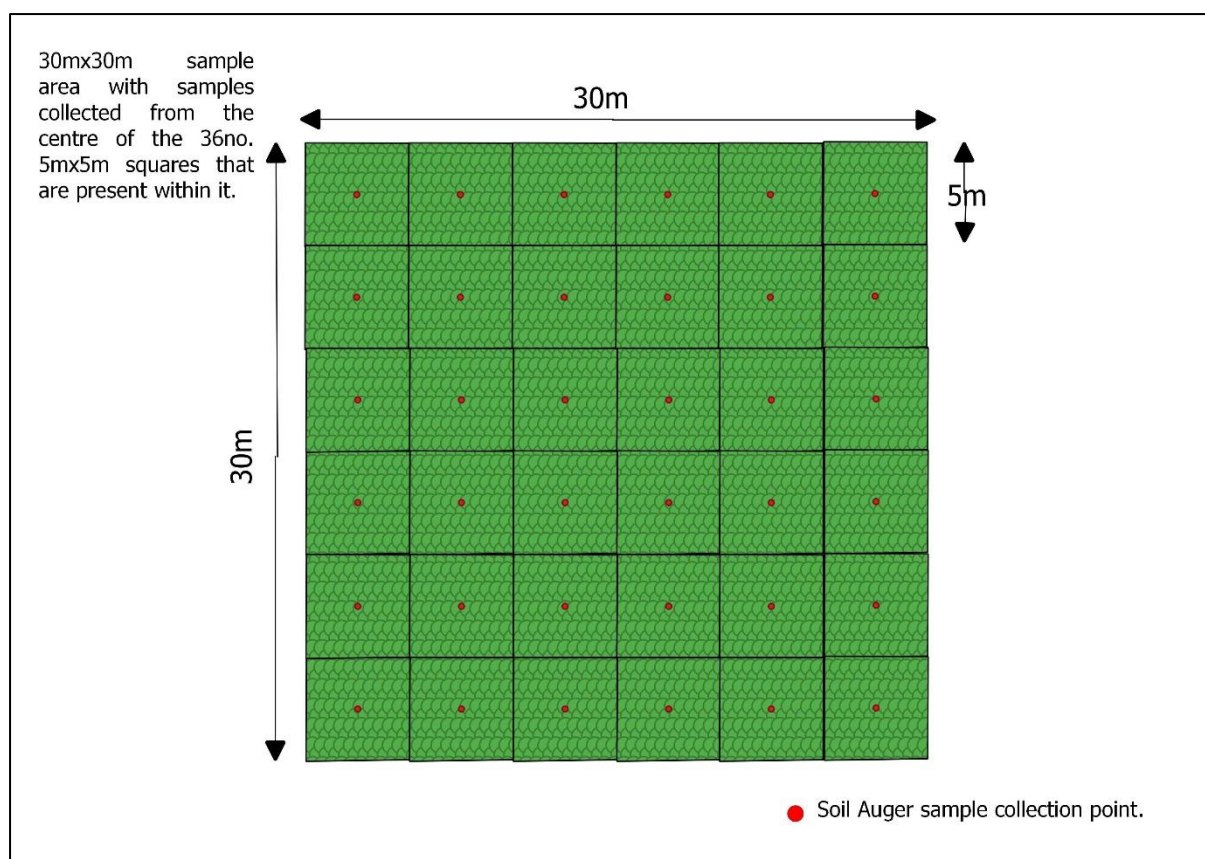 30mx30m sample
area with samples
collected from the
centre of the 36no.
5mx5m squares that
are present within it.
30m
5m
30m
Soil Auger sample collection point.